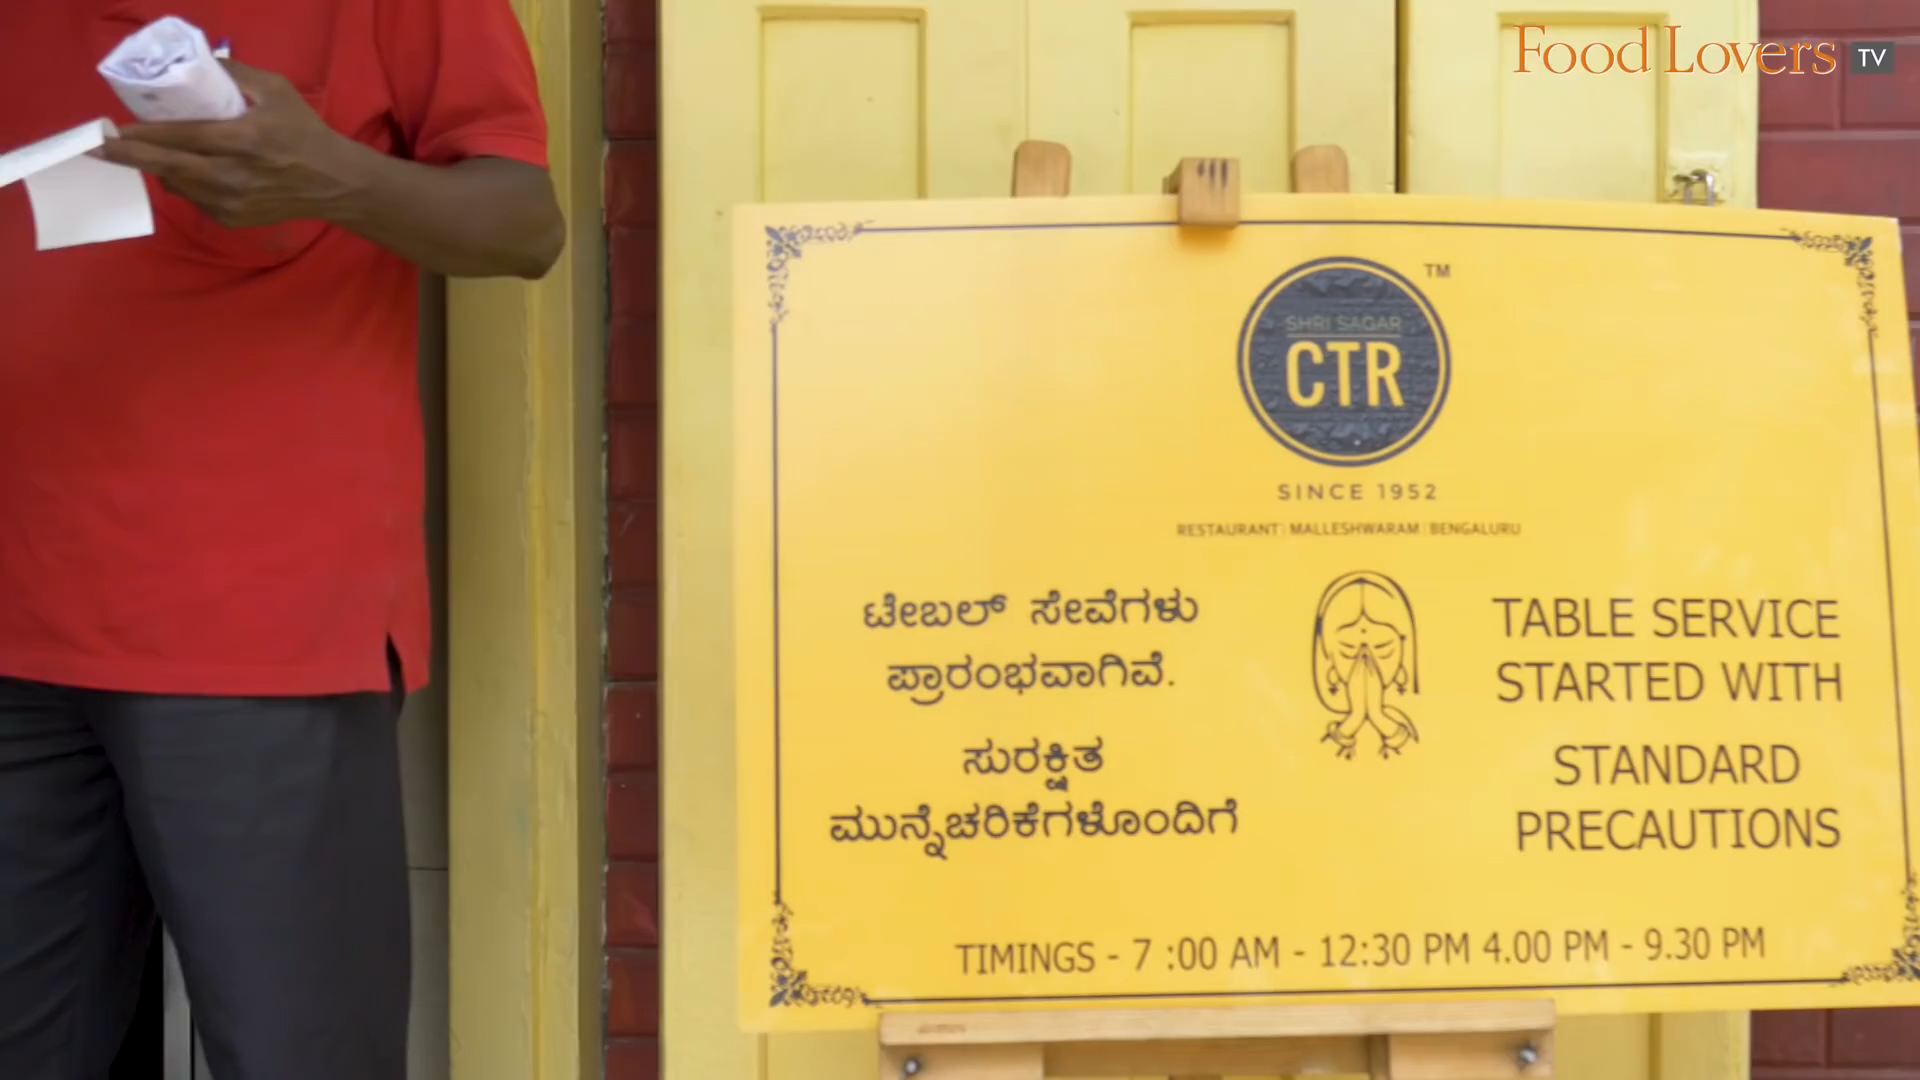 Food Lovers TV
TM
SHRI SAGAR
CTR
SINCE 1952
RESTAURANT | MALLESHWARAM | BENGALURU
ಟೇಬಲ್ ಸೇವೆಗಳು
ಪ್ರಾರಂಭವಾಗಿವೆ.
ಸುರಕ್ಷಿತ
ಮುನ್ನೆಚರಿಕೆಗಳೊಂದಿಗೆ
TABLE SERVICE
STARTED WITH
STANDARD
PRECAUTIONS
TIMINGS - 7 :00 AM - 12:30 PM 4.00 PM - 9.30 PM